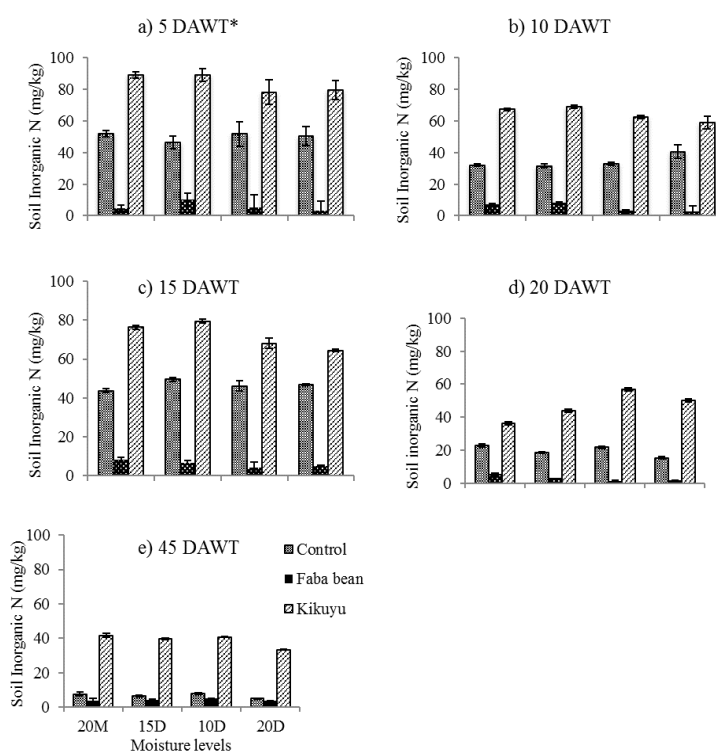 a) 5 DAWT*
Soil Inorganic N (mg/kg)
100
80
60
40
20
0
b) 10 DAWT
Soil Inorganic N (mg/kg)
100
80
60
40
20
0
c) 15 DAWT
Soil Inorganic N (mg/kg)
100
80
60
40
20
0
d) 20 DAWT
Soil inorganic N (mg/kg)
100
80
60
40
20
0
e) 45 DAWT
Soil Inorganic N (mg/kg)
100
80
60
40
20
0
Control
Faba bean
Kikuyu
20M 15D 10D 20D
Moisture levels